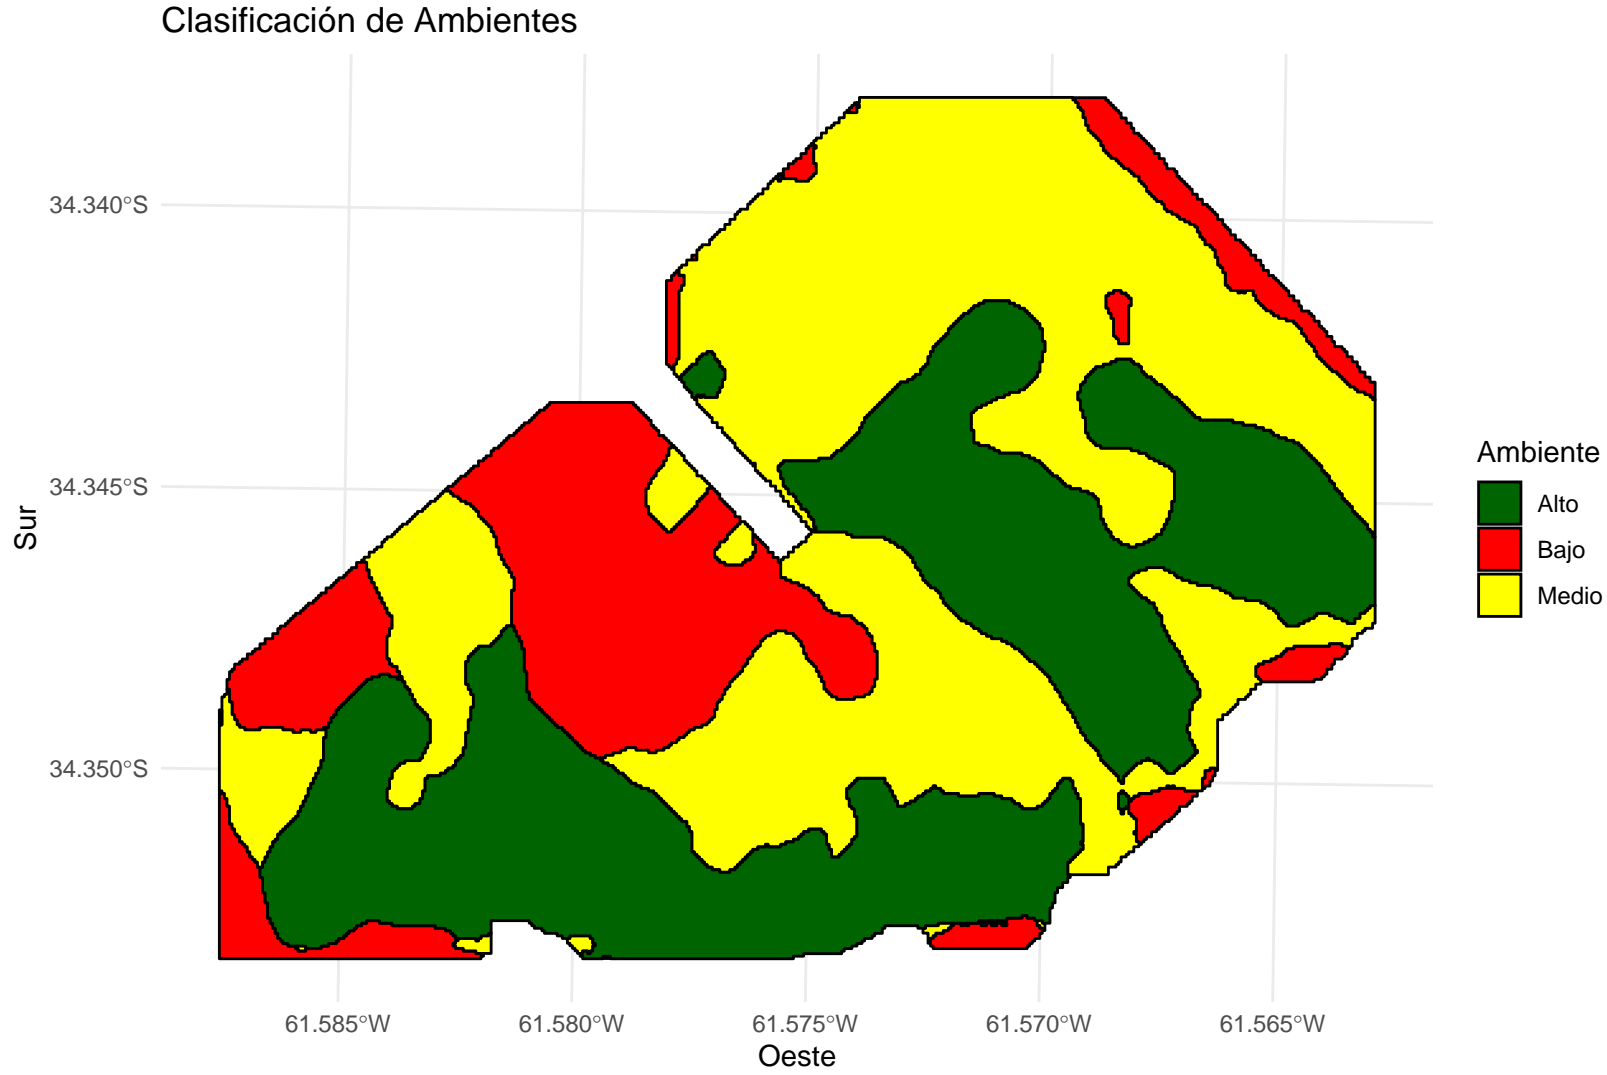 Clasificación de Ambientes
34.340°S
34.345°S
34.350°S
Sur
61.585°W
61.580°W
61.575°W
61.570°W
61.565°W
Oeste
Ambiente
Alto
Bajo
Medio